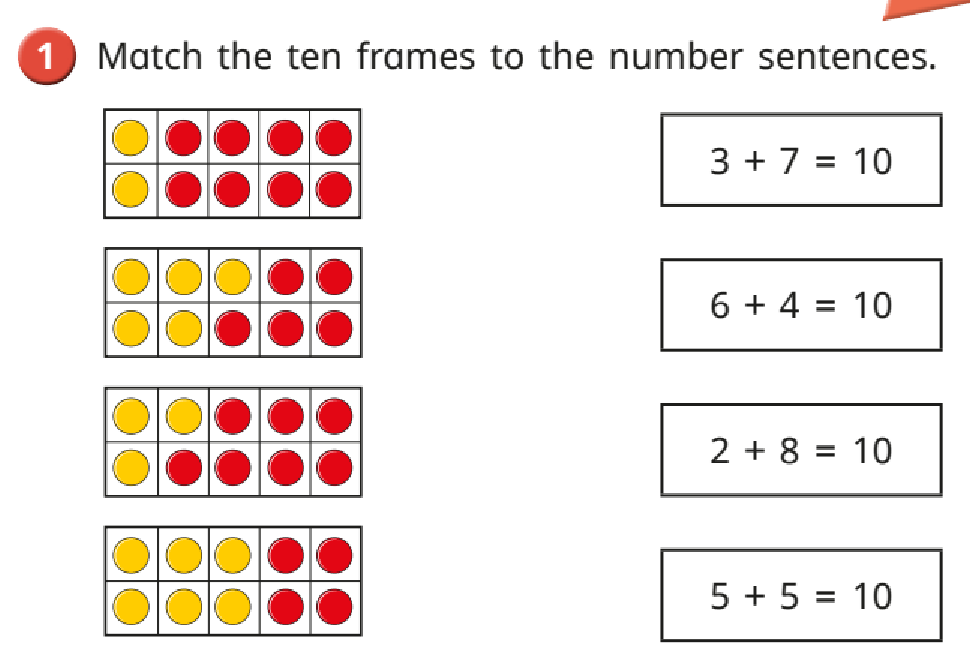 1 Match the ten frames to the number sentences.
3 + 7 = 10
6 + 4 = 10
2 + 8 = 10
5 + 5 = 10